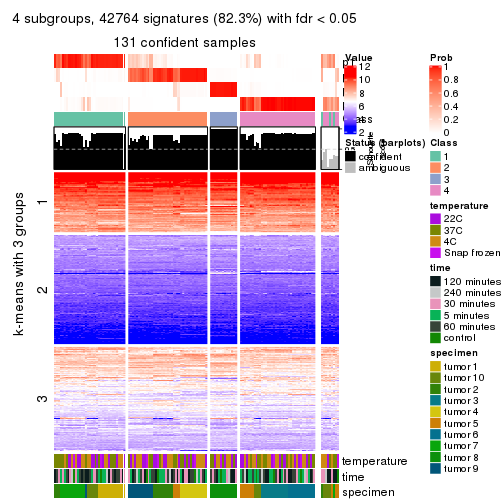 4 subgroups, 42764 signatures (82.3%) with fdr < 0.05
131 confident samples
k-means with 3 groups
1
2
3
Value
12
10
8
6
4
2
Status (barplots)
confident
ambiguous
Prob
1
0.8
0.6
0.4
0.2
0
Class
1
2
3
4
temperature
22C
37C
4C
Snap frozen
time
120 minutes
240 minutes
30 minutes
5 minutes
60 minutes
control
specimen
tumor 1
tumor 10
tumor 2
tumor 3
tumor 4
tumor 5
tumor 6
tumor 7
tumor 8
tumor 9
temperature
time
specimen